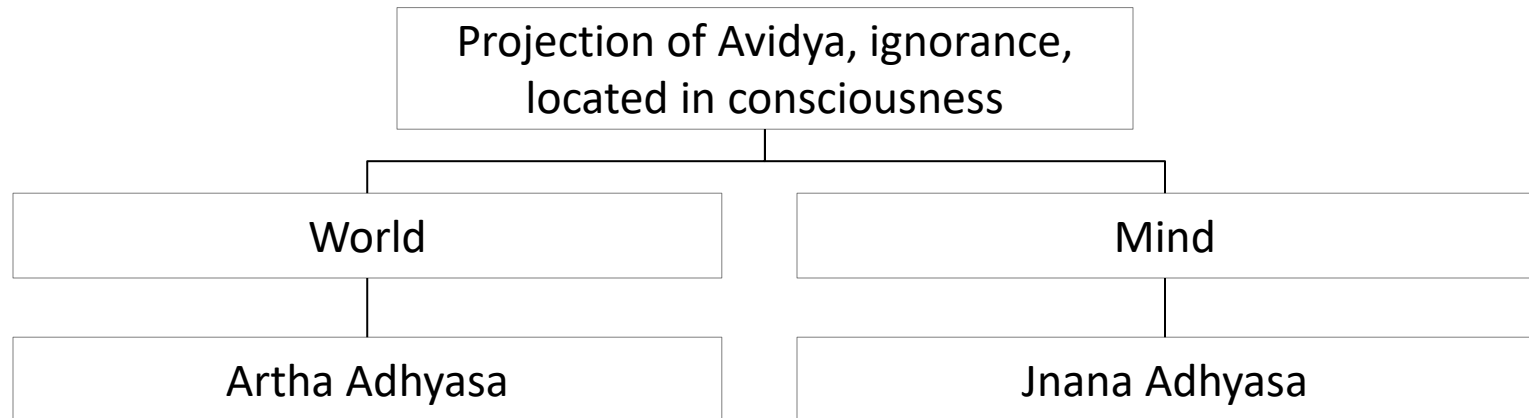 Projection of Avidya, ignorance,
located in consciousness
World
Mind
Artha Adhyasa
Jnana Adhyasa